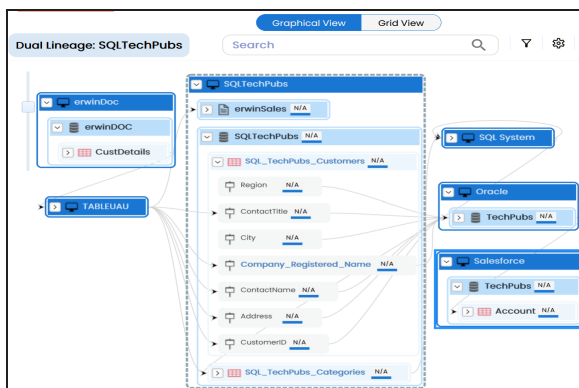 Graphical View Grid View
Dual Lineage: SQLTechPubs
Search
erwinDoc
erwinDOC
CustDetails
TABLEUAU
SQLTechPubs
erwinSales N/A
SQLTechPubs N/A
SQL_TechPubs_Customers N/A
Region N/A
ContactTitle N/A
City N/A
Company_Registered_Name N/A
ContactName N/A
Address N/A
CustomerID N/A
SQL_TechPubs_Categories N/A
SQL System
Oracle
TechPubs N/A
Salesforce
TechPubs N/A
Account N/A